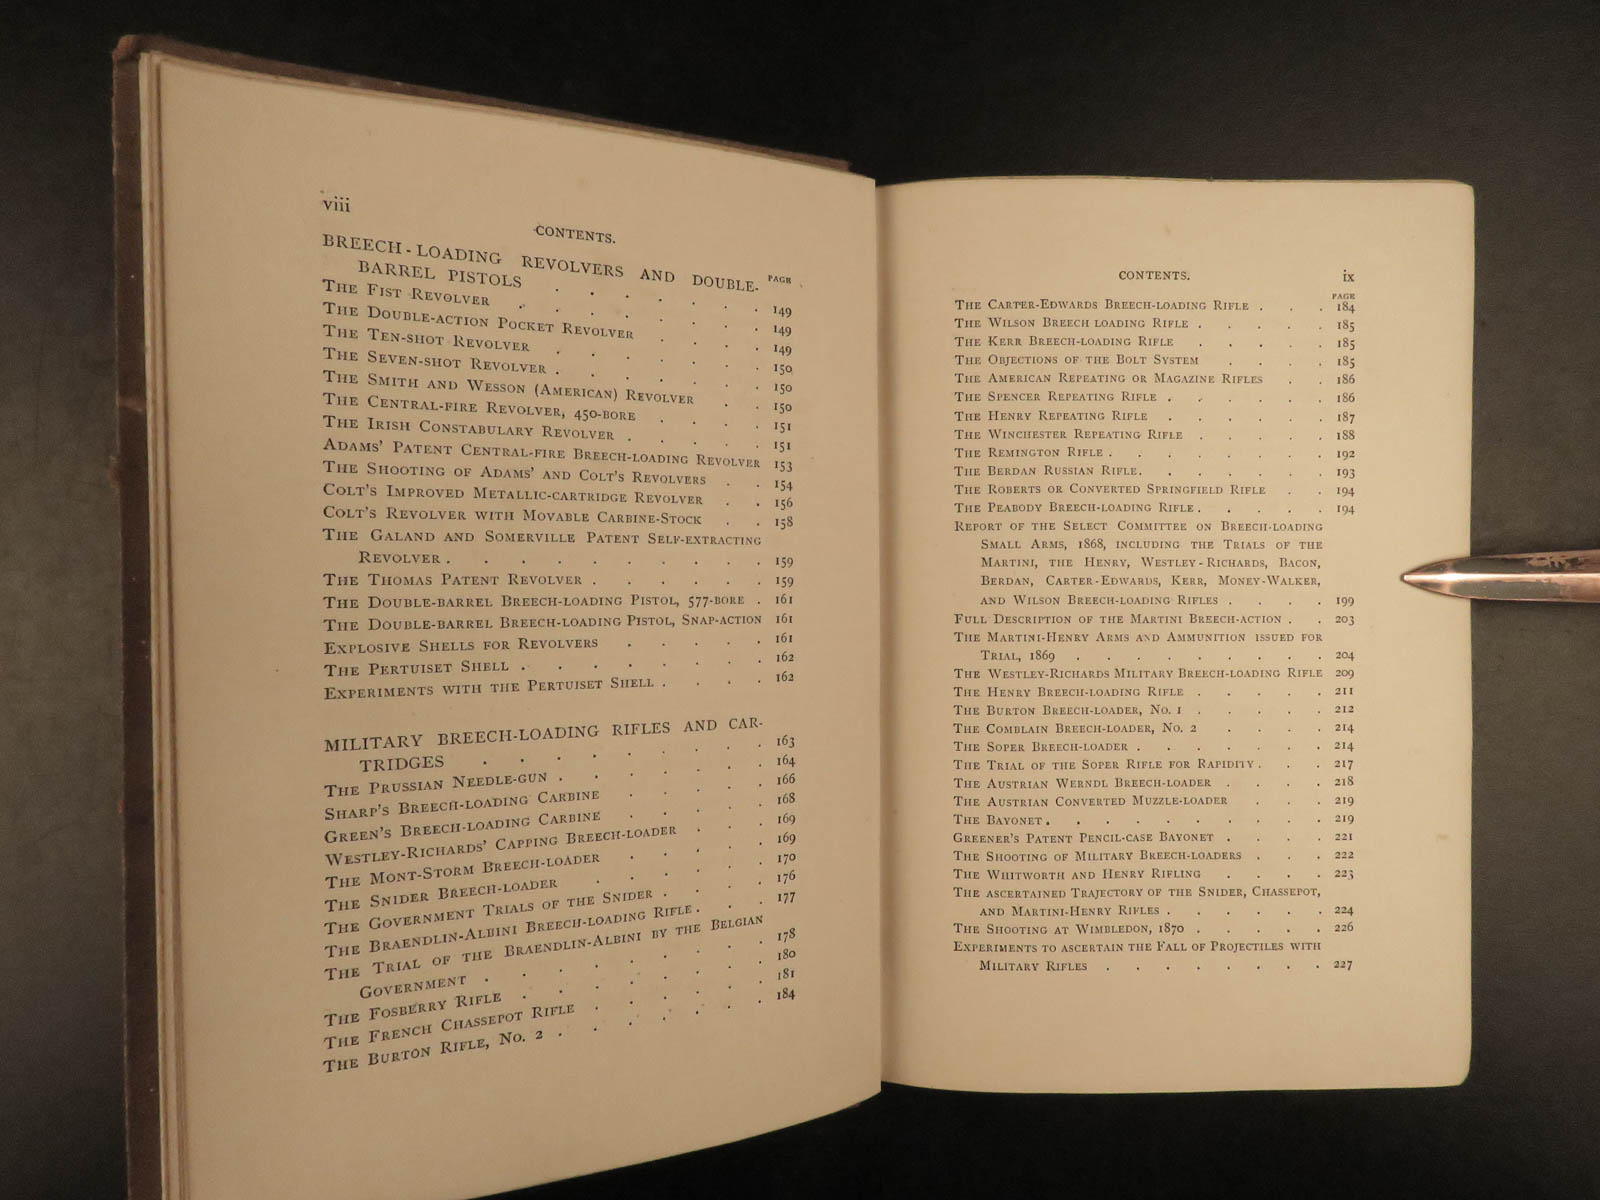 viii
CONTENTS.
PAGE
BREECH-LOADING REVOLVERS AND DOUBLE-
BARREL PISTOLS . . . . . . 149
The Fist Revolver . . . . . . 149
The Double-action Pocket Revolver . . . . 149
The Ten-shot Revolver . . . . . 150
The Seven-shot Revolver . . . . . 150
The Smith and Wesson (American) Revolver . . 150
The Central-fire Revolver, 450-bore . . . 151
The Irish Constabulary Revolver . . . . 151
Adams' Patent Central-fire Breech-loading Revolver 153
The Shooting of Adams' and Colt's Revolvers . . 154
Colt's Improved Metallic-cartridge Revolver . . 156
Colt's Revolver with Movable Carbine-Stock . . 158
The Galand and Somerville Patent Self-extracting
Revolver . . . . . . . . . 159
The Thomas Patent Revolver . . . . . 159
The Double-barrel Breech-loading Pistol, 577-bore . 161
The Double-barrel Breech-loading Pistol, Snap-action 161
Explosive Shells for Revolvers . . . . . 161
The Pertuiset Shell . . . . . . . 162
Experiments with the Pertuiset Shell . . . . 162
MILITARY BREECH-LOADING RIFLES AND CAR-
TRIDGES . . . . . . . . 163
The Prussian Needle-gun . . . . . . 164
Sharp's Breech-loading Carbine . . . . . 166
Green's Breech-loading Carbine . . . . . 168
Westley-Richards' Capping Breech-loader . . . 169
The Mont-Storm Breech-loader . . . . . 169
The Snider Breech-loader . . . . . 170
The Government Trials of the Snider . . . . 176
The Braendlin-Albini Breech-loading Rifle . . . 177
The Trial of the Braendlin-Albini by the Belgian
Government . . . . . . . . 178
The Fosberry Rifle . . . . . . . 180
The French Chassepot Rifle . . . . . 181
The Burton Rifle, No. 2 . . . . . . 184
CONTENTS.
ix
PAGE
The Carter-Edwards Breech-loading Rifle . . . 184
The Wilson Breech loading Rifle . . . . . 185
The Kerr Breech-loading Rifle . . . . . 185
The Objections of the Bolt System . . . . 185
The American Repeating or Magazine Rifles . . 186
The Spencer Repeating Rifle . . . . . . 186
The Henry Repeating Rifle . . . . . . 187
The Winchester Repeating Rifle . . . . . 188
The Remington Rifle . . . . . . . 192
The Berdan Russian Rifle . . . . . . 193
The Roberts or Converted Springfield Rifle . . 194
The Peabody Breech-loading Rifle . . . . . 194
Report of the Select Committee on Breech-loading
Small Arms, 1868, including the Trials of the
Martini, the Henry, Westley-Richards, Bacon,
Berdan, Carter-Edwards, Kerr, Money-Walker,
and Wilson Breech-loading Rifles . . . . 199
Full Description of the Martini Breech-action . . 203
The Martini-Henry Arms and Ammunition issued for
Trial, 1869 . . . . . . . . 204
The Westley-Richards Military Breech-loading Rifle 209
The Henry Breech-loading Rifle . . . . . 211
The Burton Breech-loader, No. 1 . . . . . 212
The Comblain Breech-loader, No. 2 . . . . 214
The Soper Breech-loader . . . . . . 214
The Trial of the Soper Rifle for Rapidity . . . 217
The Austrian Werndl Breech-loader . . . . 218
The Austrian Converted Muzzle-loader . . . 219
The Bayonet . . . . . . . . . 219
Greener's Patent Pencil-case Bayonet . . . . 221
The Shooting of Military Breech-loaders . . . 222
The Whitworth and Henry Rifling . . . . 223
The ascertained Trajectory of the Snider, Chassepot,
and Martini-Henry Rifles . . . . . . 224
The Shooting at Wimbledon, 1870 . . . . . 226
Experiments to ascertain the Fall of Projectiles with
Military Rifles . . . . . . . . 227